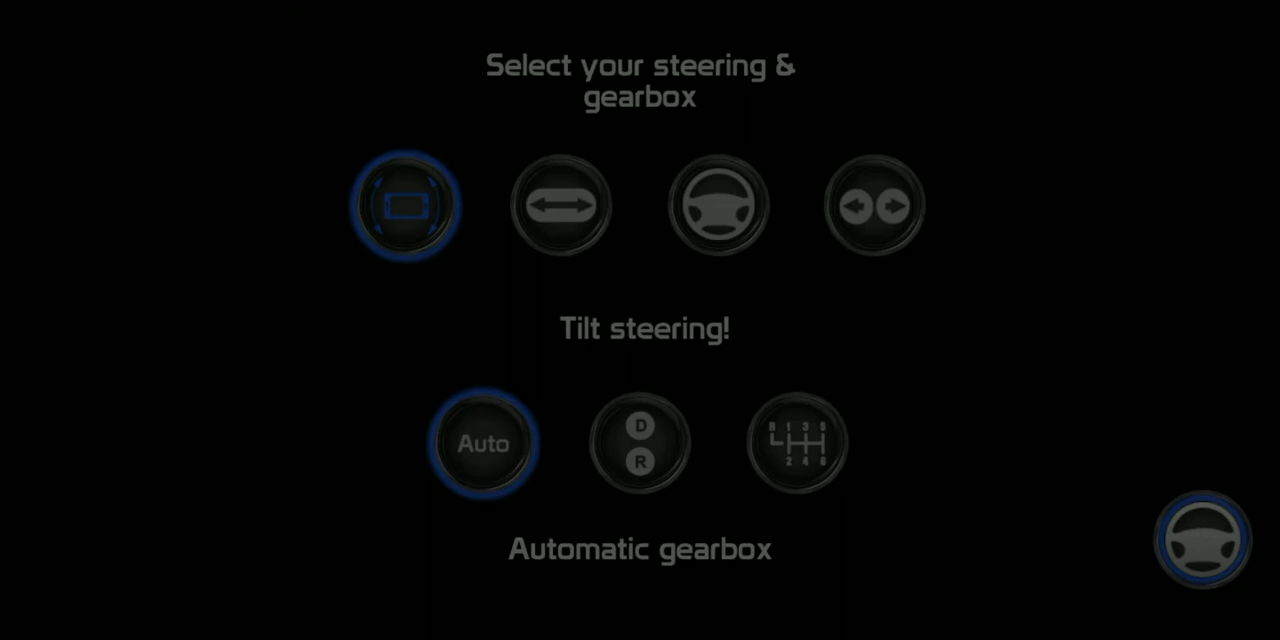 Select your steering &
gearbox
Tilt steering!
Auto
D
R
R 1 3 5
2 4 6
Automatic gearbox